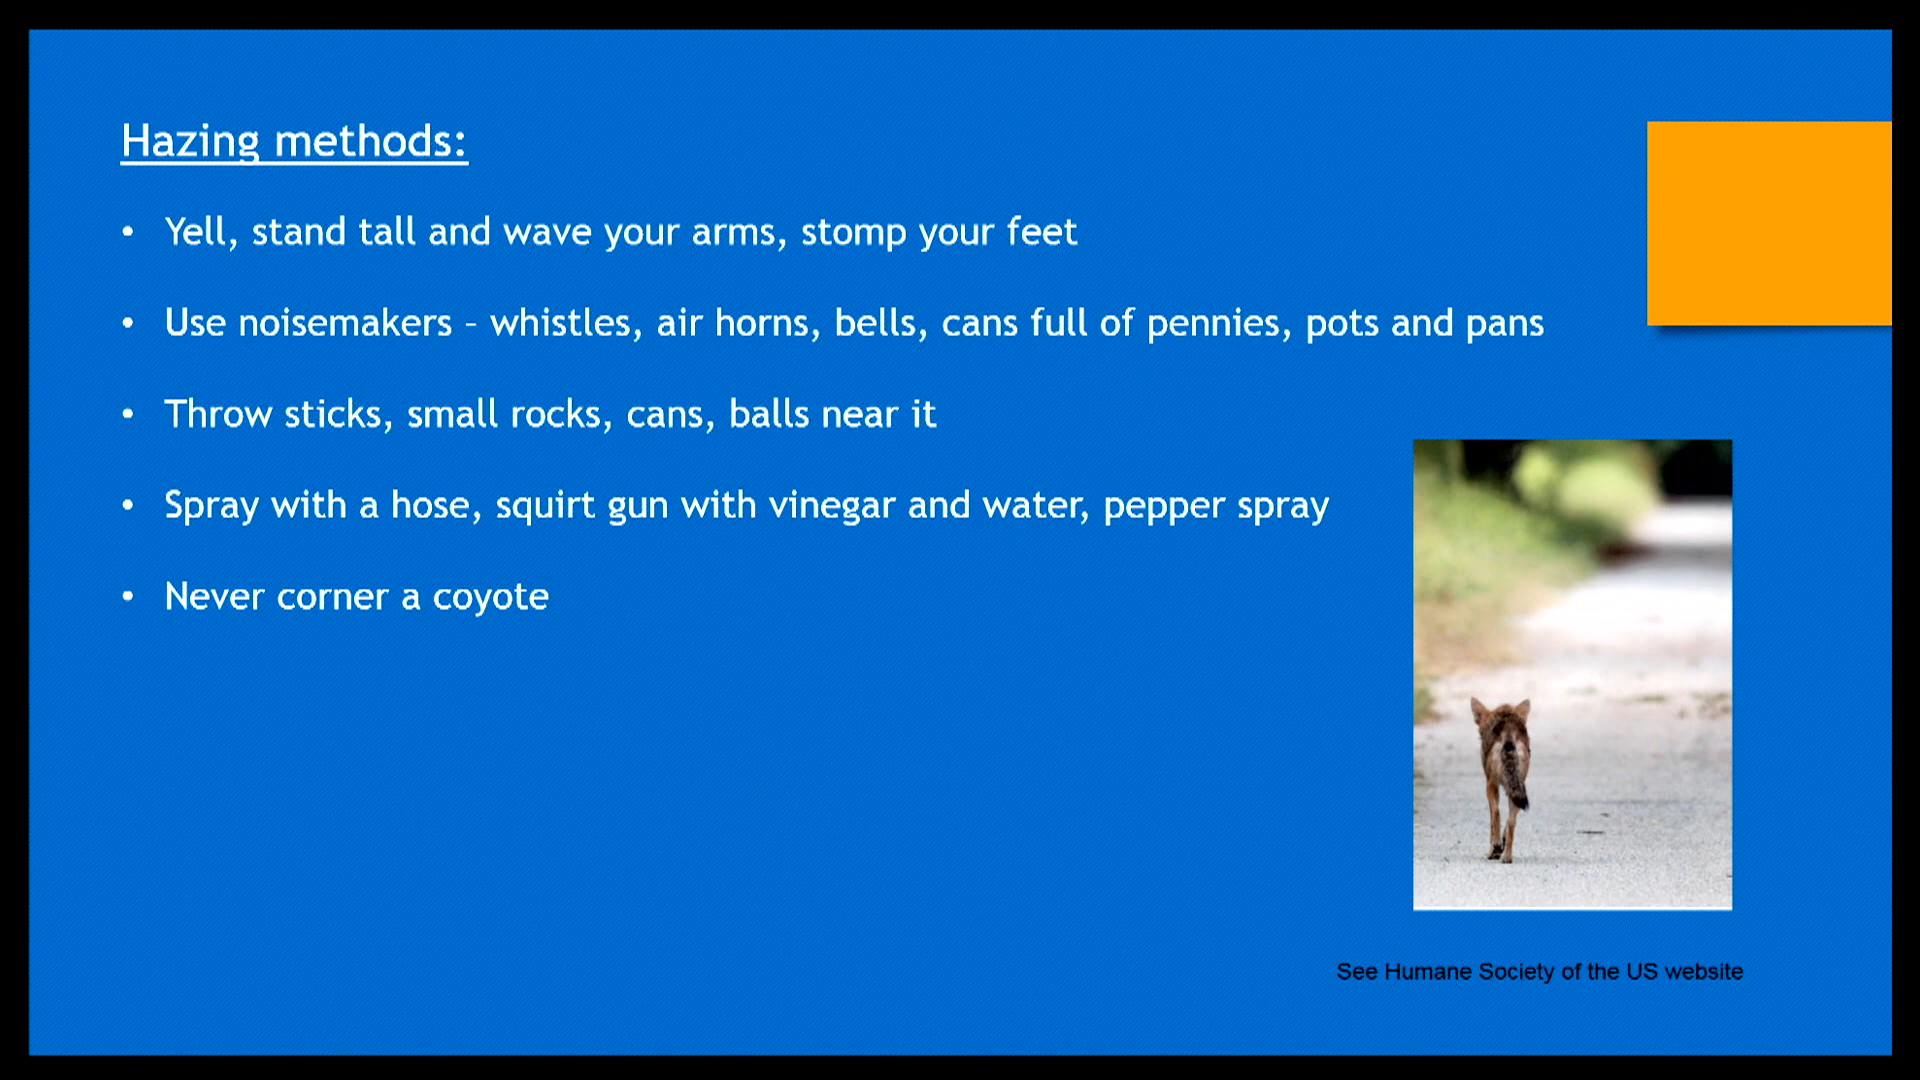 Hazing methods:
• Yell, stand tall and wave your arms, stomp your feet
• Use noisemakers – whistles, air horns, bells, cans full of pennies, pots and pans
• Throw sticks, small rocks, cans, balls near it
• Spray with a hose, squirt gun with vinegar and water, pepper spray
• Never corner a coyote
See Humane Society of the US website